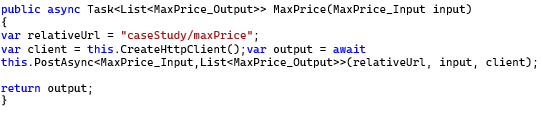 public async Task<List<MaxPrice_Output>> MaxPrice(MaxPrice_Input input)
{
var relativeUrl = "caseStudy/maxPrice";
var client = this.CreateHttpClient();var output = await
this.PostAsync<MaxPrice_Input,List<MaxPrice_Output>>(relativeUrl, input, client);
return output;
}